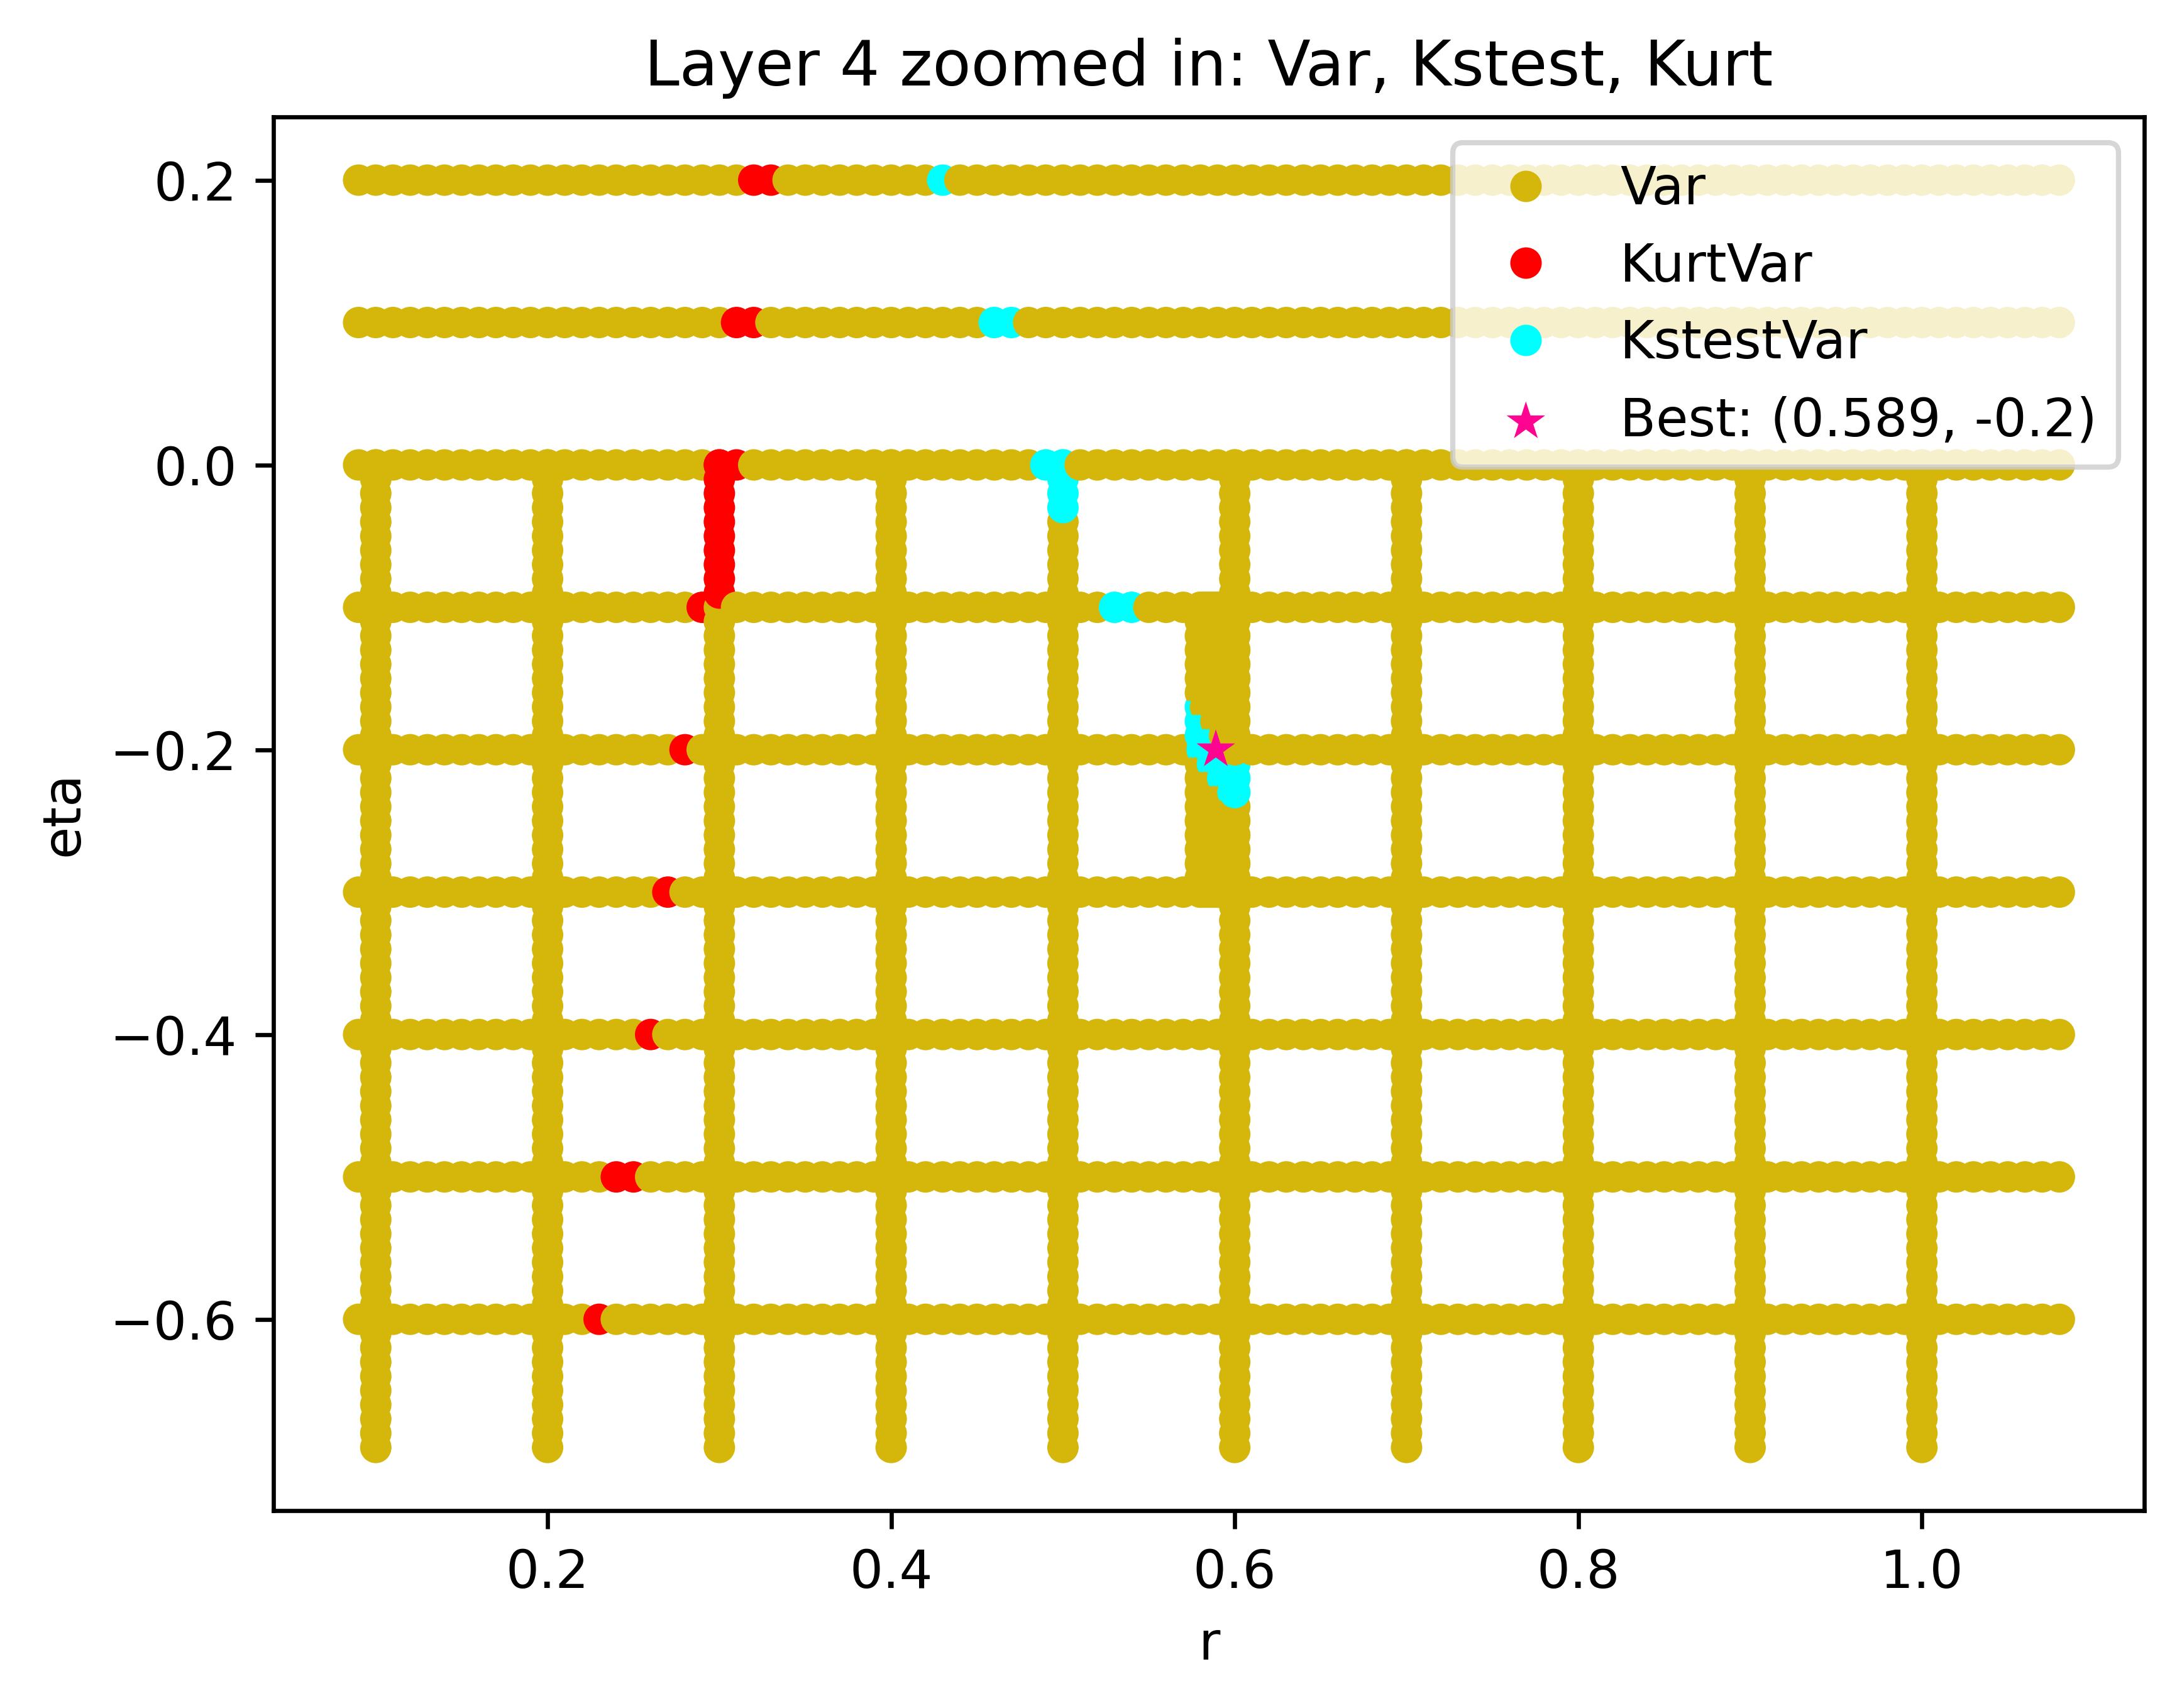 Layer 4 zoomed in: Var, Kstest, Kurt
Var
KurtVar
KstestVar
Best: (0.589, -0.2)
0.2
0.0
−0.2
−0.4
−0.6
eta
0.2
0.4
0.6
0.8
1.0
r